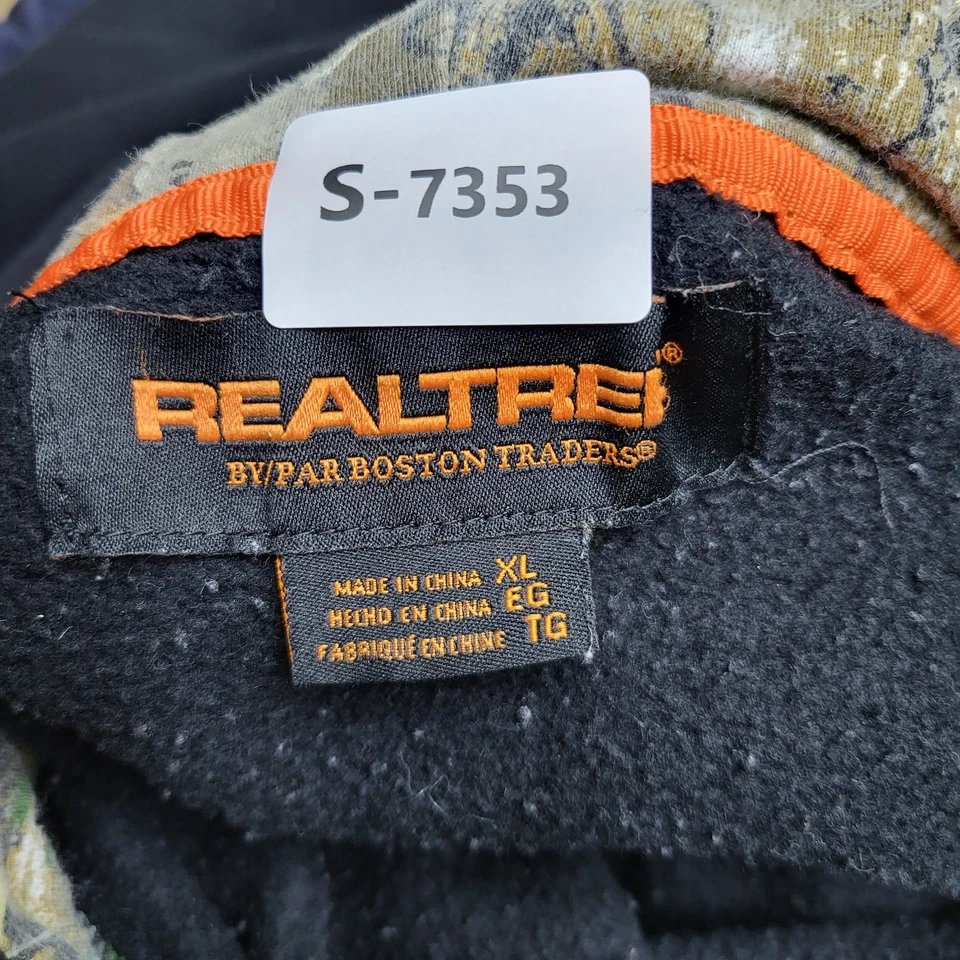 S-7353
REALTREE®
BY/PAR BOSTON TRADERS®
MADE IN CHINA XL
HECHO EN CHINA EG
FABRIQUÉ EN CHINE TG